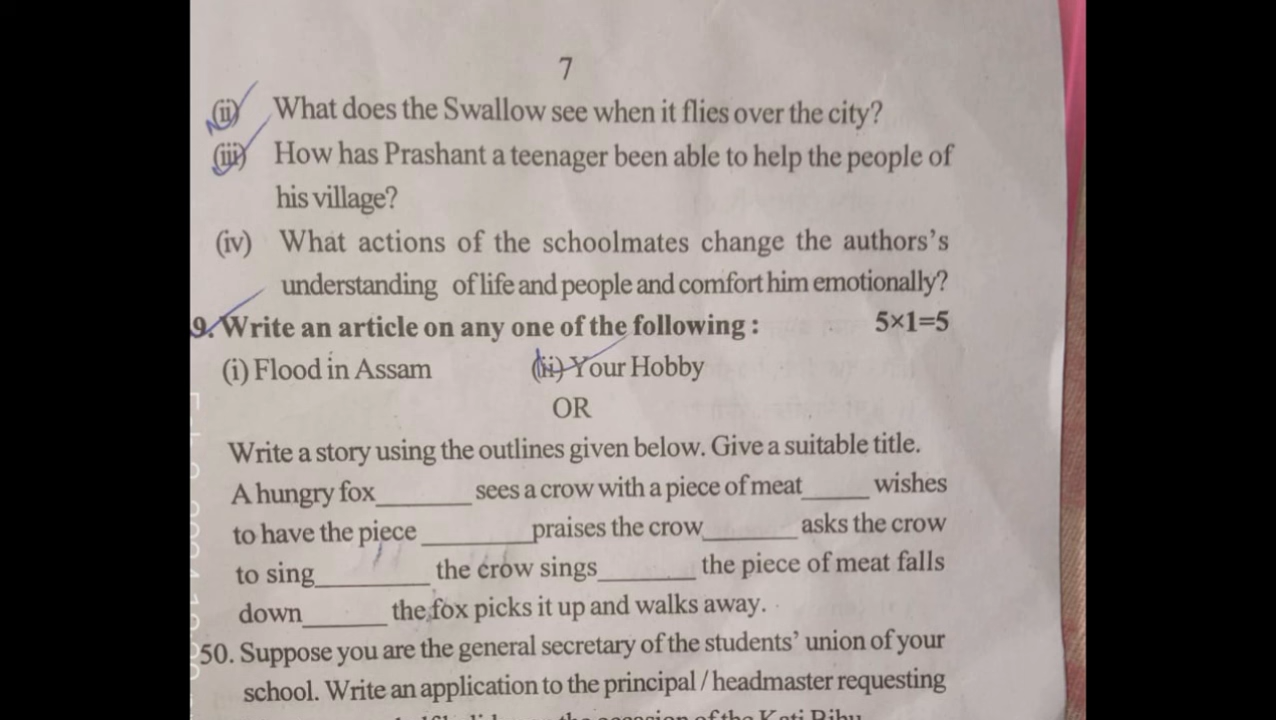 7
(ii) What does the Swallow see when it flies over the city?
(iii) How has Prashant a teenager been able to help the people of
his village?
(iv) What actions of the schoolmates change the authors's
understanding of life and people and comfort him emotionally?
9. Write an article on any one of the following : 5×1=5
(i) Flood in Assam (ii) Your Hobby
OR
Write a story using the outlines given below. Give a suitable title.
A hungry fox_______ sees a crow with a piece of meat_____ wishes
to have the piece ________praises the crow_______ asks the crow
to sing________ the crow sings_______ the piece of meat falls
down______ the fox picks it up and walks away.
50. Suppose you are the general secretary of the students' union of your
school. Write an application to the principal / headmaster requesting
the occasion of the Kati Bihu